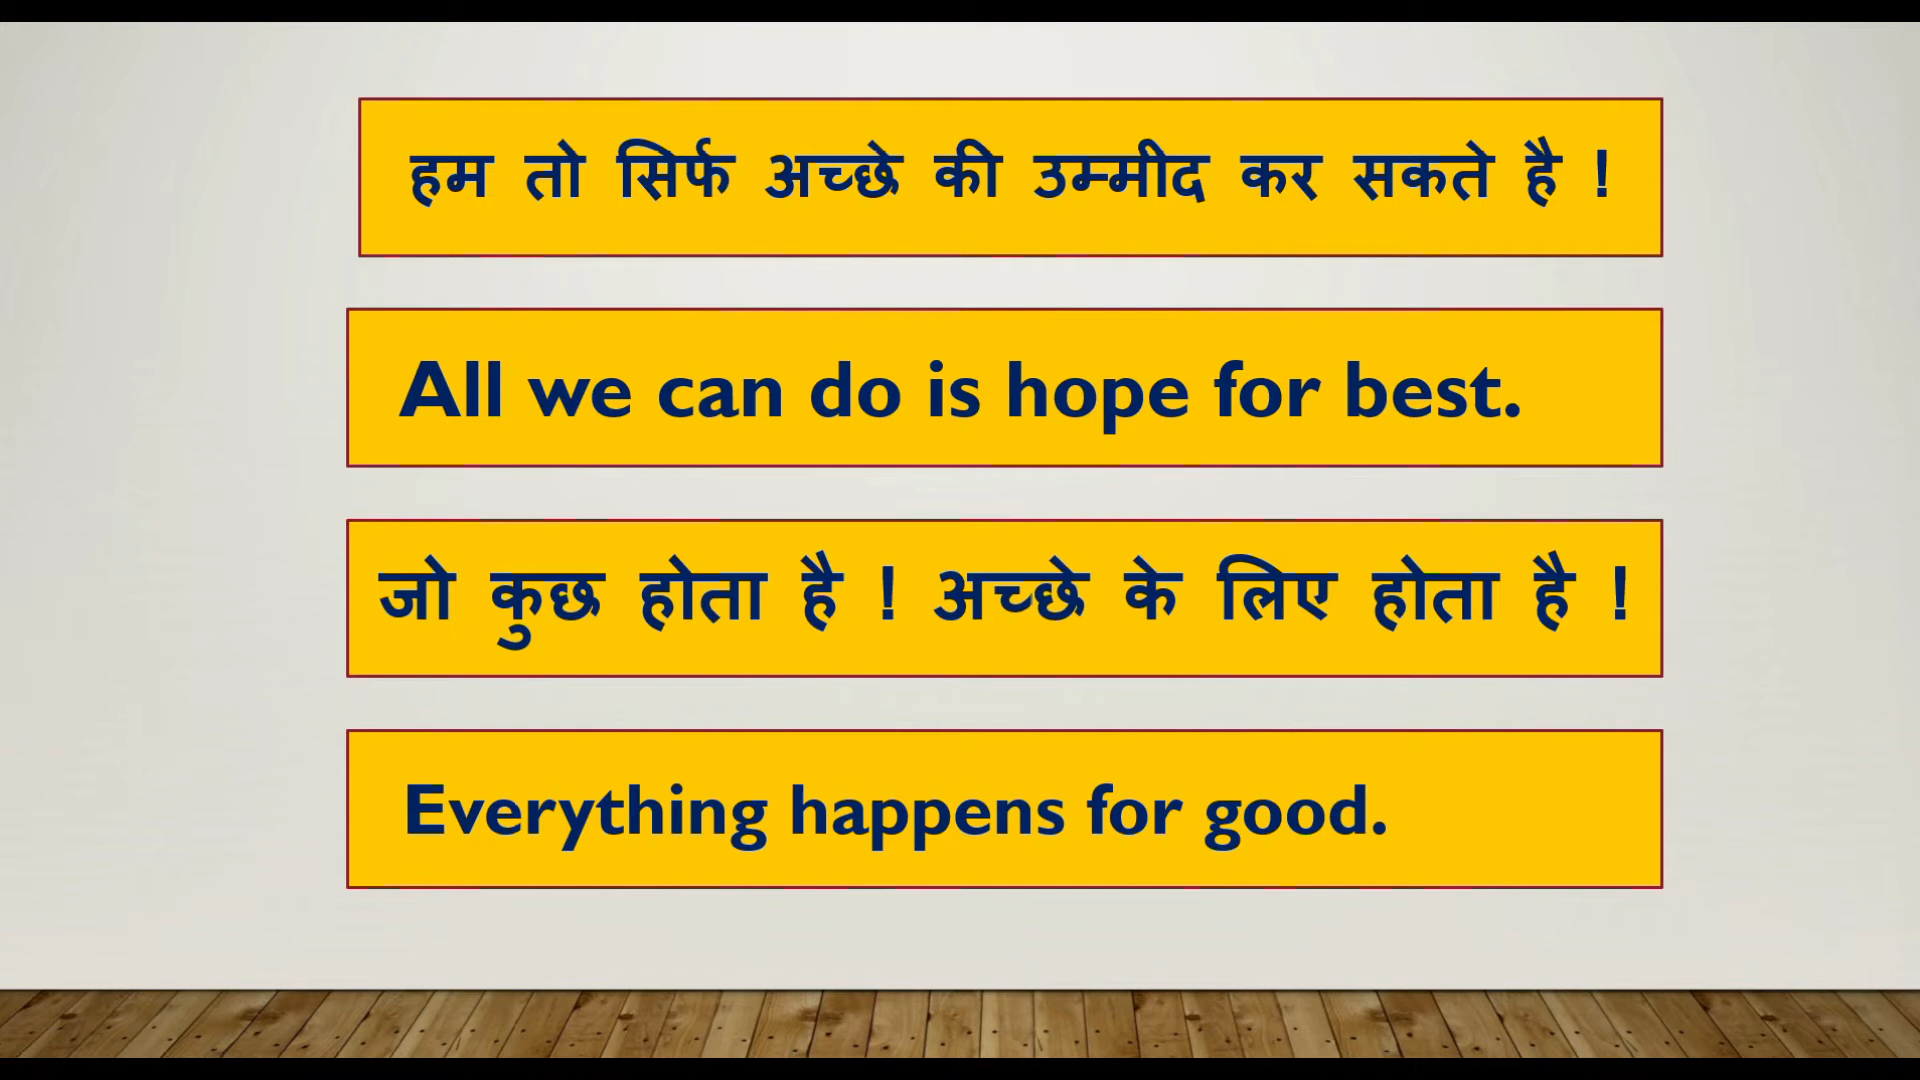 हम तो सिर्फ अच्छे की उम्मीद कर सकते है !
All we can do is hope for best.
जो कुछ होता है ! अच्छे के लिए होता है !
Everything happens for good.